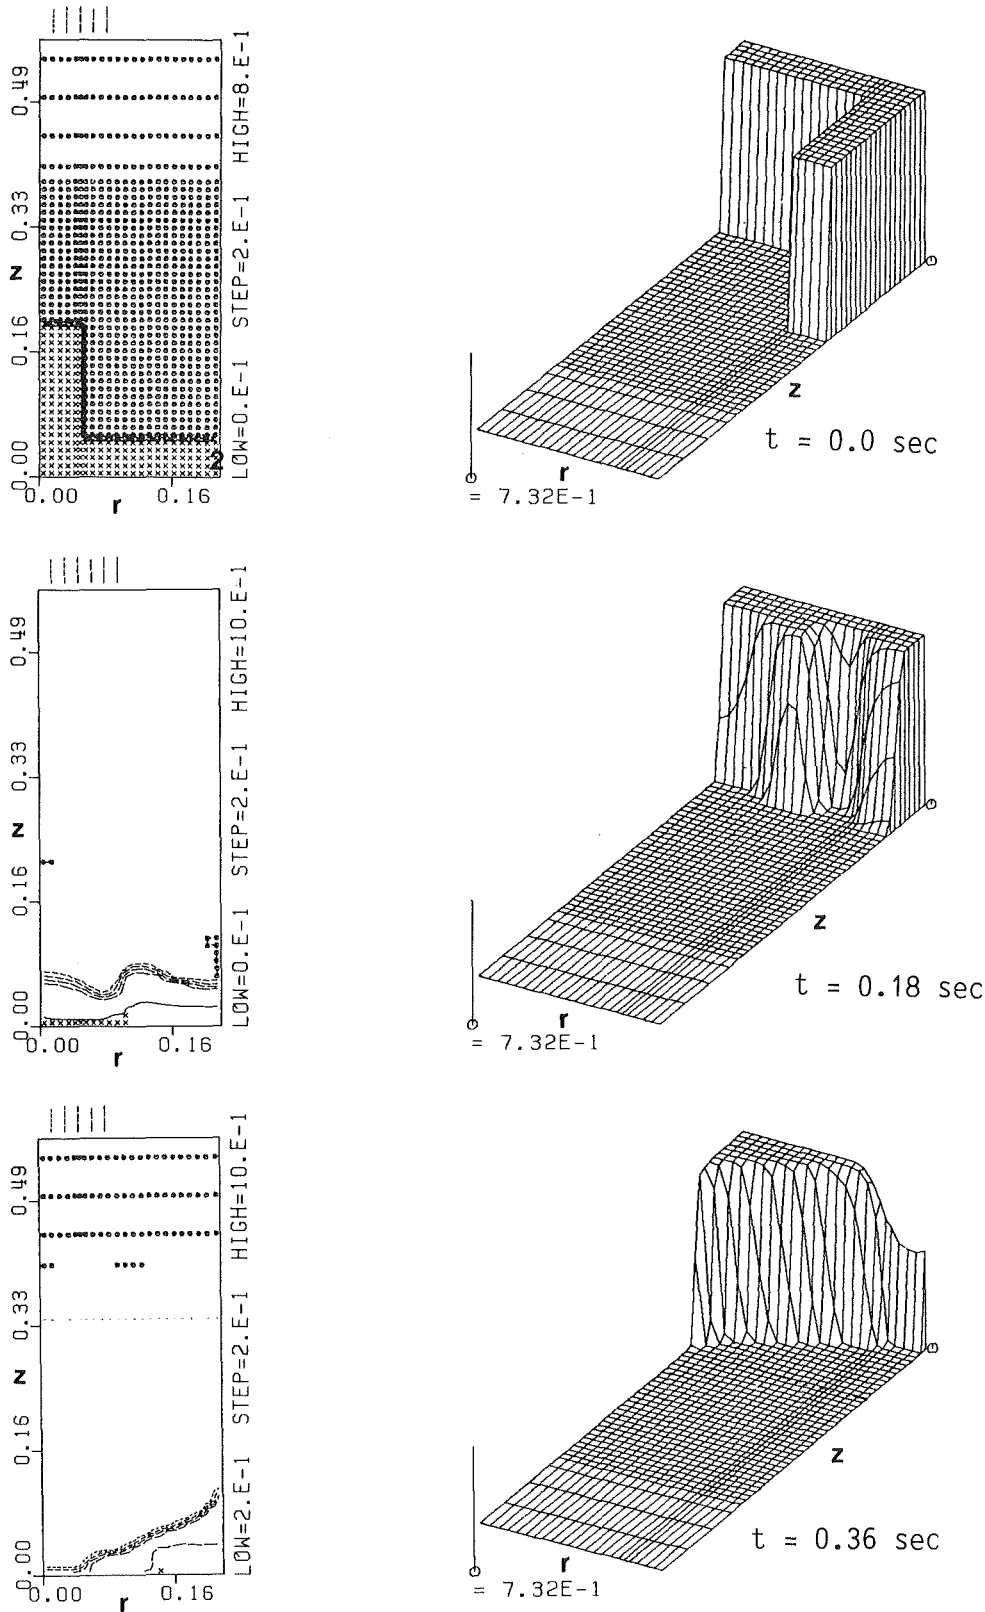 0.49
0.33
z
0.16
0.00
0.00 0.16
r
2
LOW=0.E-1 STEP=2.E-1 HIGH=8.E-1
z
r
= 7.32E-1
t = 0.0 sec
0.49
0.33
z
0.16
0.00
0.00 0.16
r
LOW=0.E-1 STEP=2.E-1 HIGH=10.E-1
z
r
= 7.32E-1
t = 0.18 sec
0.49
0.33
z
0.16
0.00
0.00 0.16
r
LOW=2.E-1 STEP=2.E-1 HIGH=10.E-1
z
r
= 7.32E-1
t = 0.36 sec